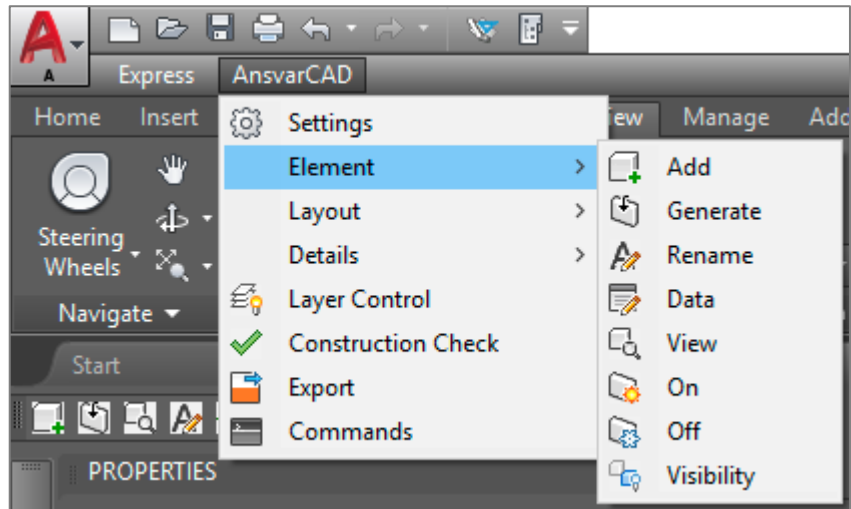 A
Express AnsvarCAD
Home Insert iew Manage Add
Steering
Wheels
Navigate
Start
PROPERTIES
Settings
Element
Layout
Details
Layer Control
Construction Check
Export
Commands
Add
Generate
Rename
Data
View
On
Off
Visibility